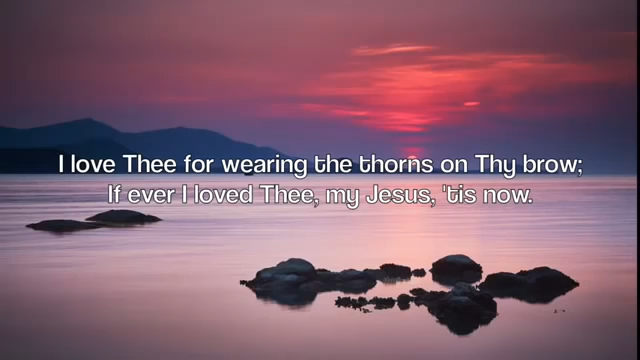 I love Thee for wearing the thorns on Thy brow;
If ever I loved Thee, my Jesus, 'tis now.